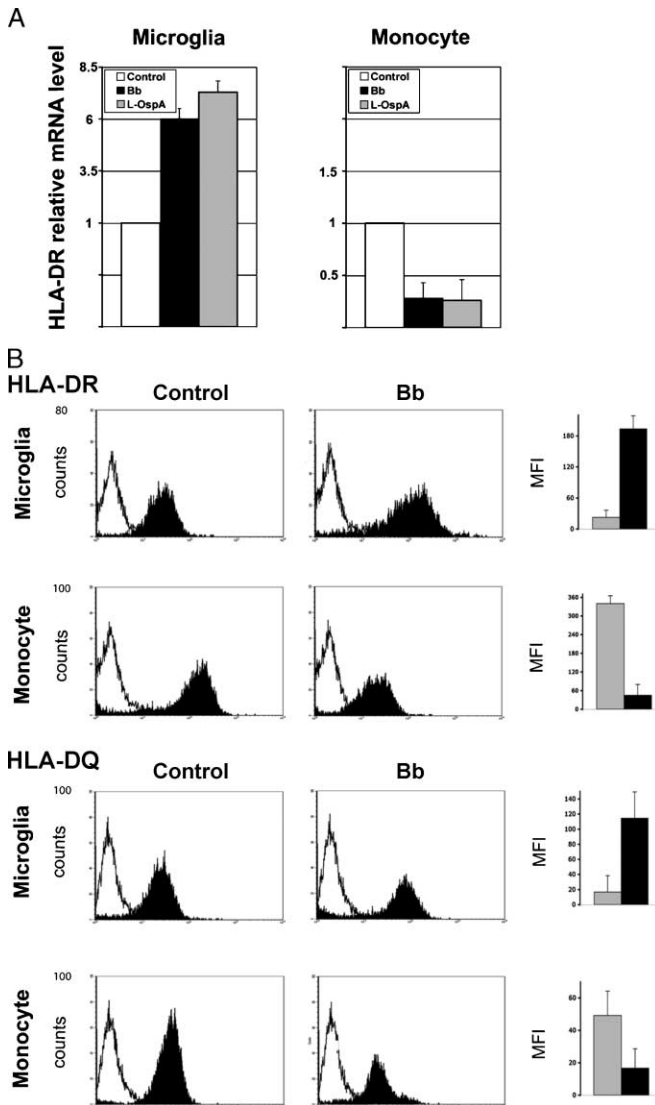 A
Microglia
Monocyte
HLA-DR relative mRNA level
8.5
6
3.5
1
Control
Bb
L-OspA
1.5
1
0.5
Control
Bb
L-OspA
B
HLA-DR
Control
Bb
Microglia
counts
80
MFI
180
120
60
0
Monocyte
counts
100
MFI
360
300
240
180
120
60
0
HLA-DQ
Control
Bb
Microglia
counts
100
MFI
140
120
100
80
60
40
20
0
Monocyte
counts
100
MFI
60
40
20
0